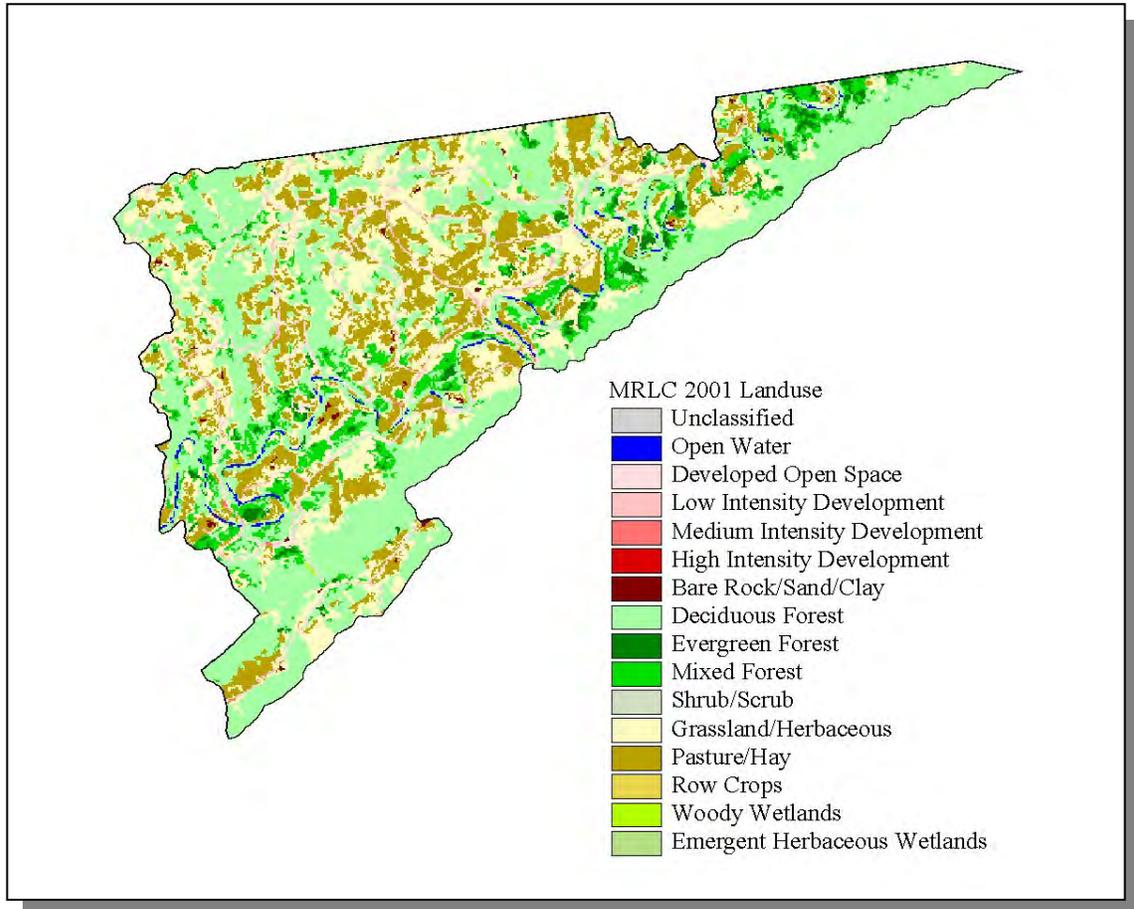 MRLC 2001 Landuse
Unclassified
Open Water
Developed Open Space
Low Intensity Development
Medium Intensity Development
High Intensity Development
Bare Rock/Sand/Clay
Deciduous Forest
Evergreen Forest
Mixed Forest
Shrub/Scrub
Grassland/Herbaceous
Pasture/Hay
Row Crops
Woody Wetlands
Emergent Herbaceous Wetlands